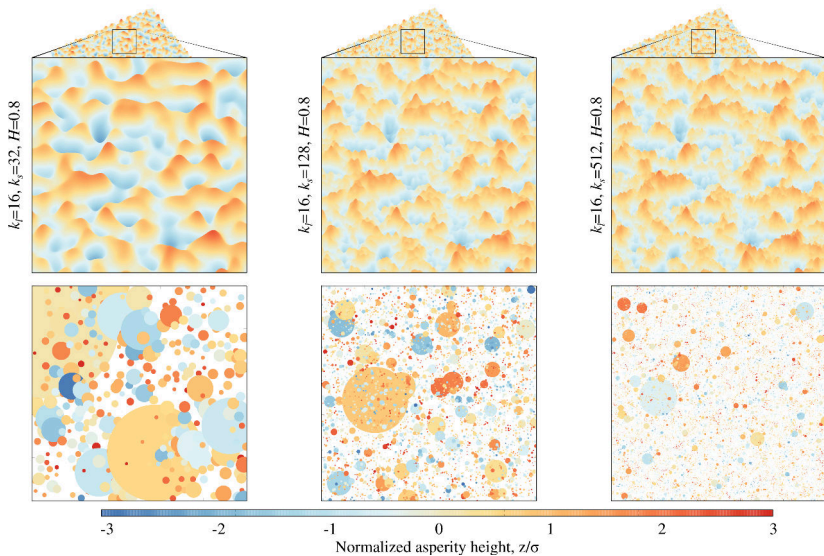 k_l=16, k_s=32, H=0.8
k_l=16, k_s=128, H=0.8
k_l=16, k_s=512, H=0.8
-3 -2 -1 0 1 2 3
Normalized asperity height, z/σ